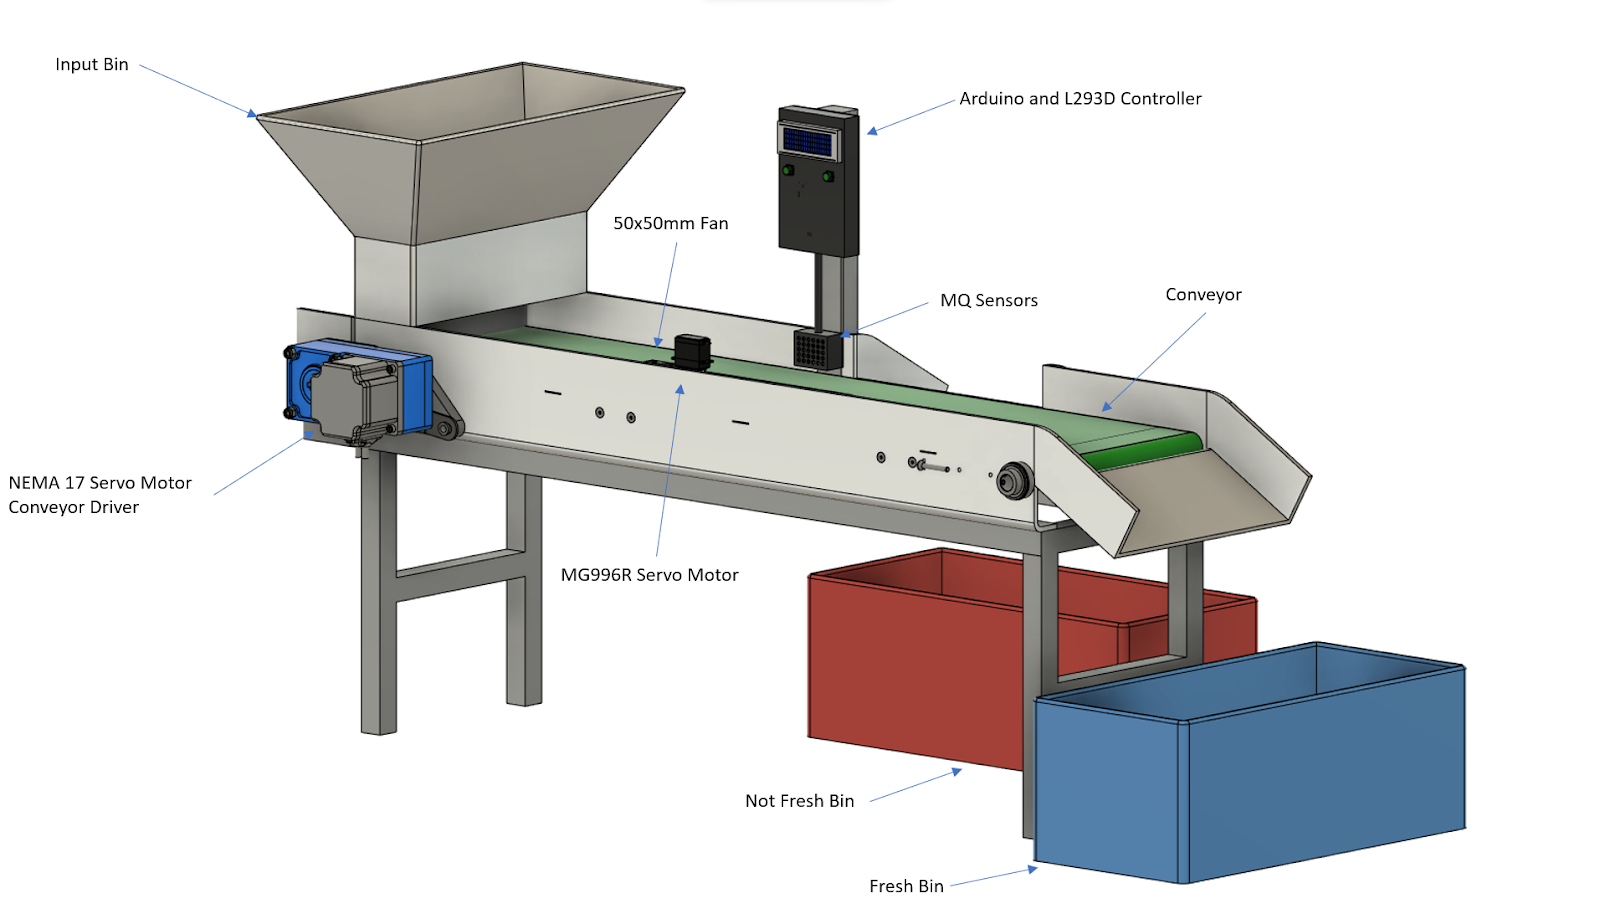 Input Bin
Arduino and L293D Controller
50x50mm Fan
MQ Sensors
Conveyor
NEMA 17 Servo Motor
Conveyor Driver
MG996R Servo Motor
Not Fresh Bin
Fresh Bin